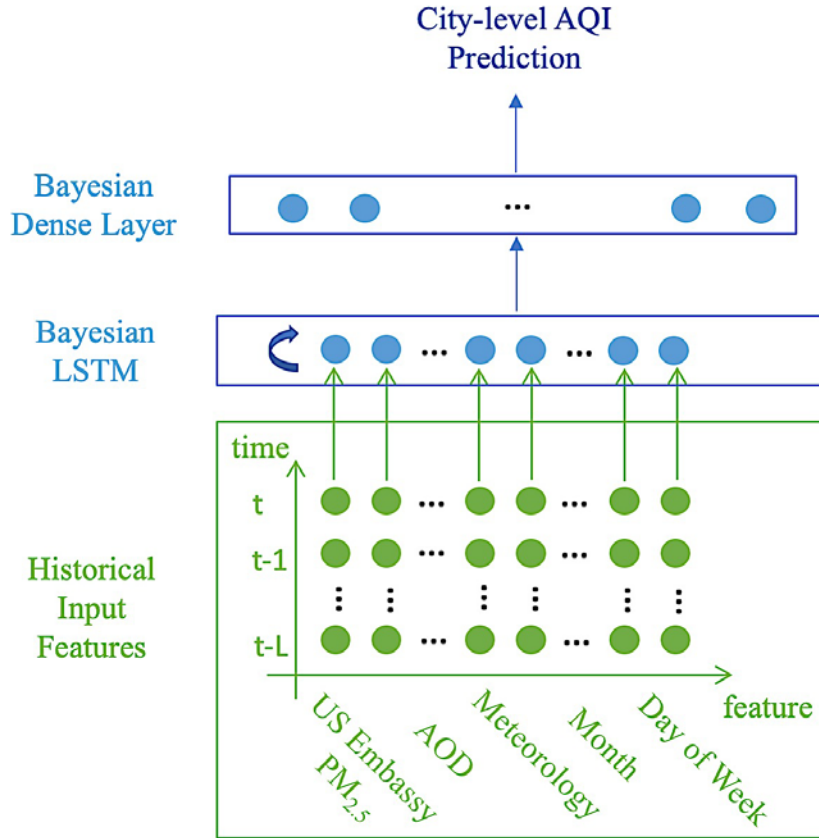 City-level AQI
Prediction
Bayesian
Dense Layer
...
Bayesian
LSTM
... ...
time
t
... ...
t-1
... ...
Historical
Input
Features
t-L
... ...
feature
US Embassy
PM2.5
AOD
Meteorology
Month
Day of Week